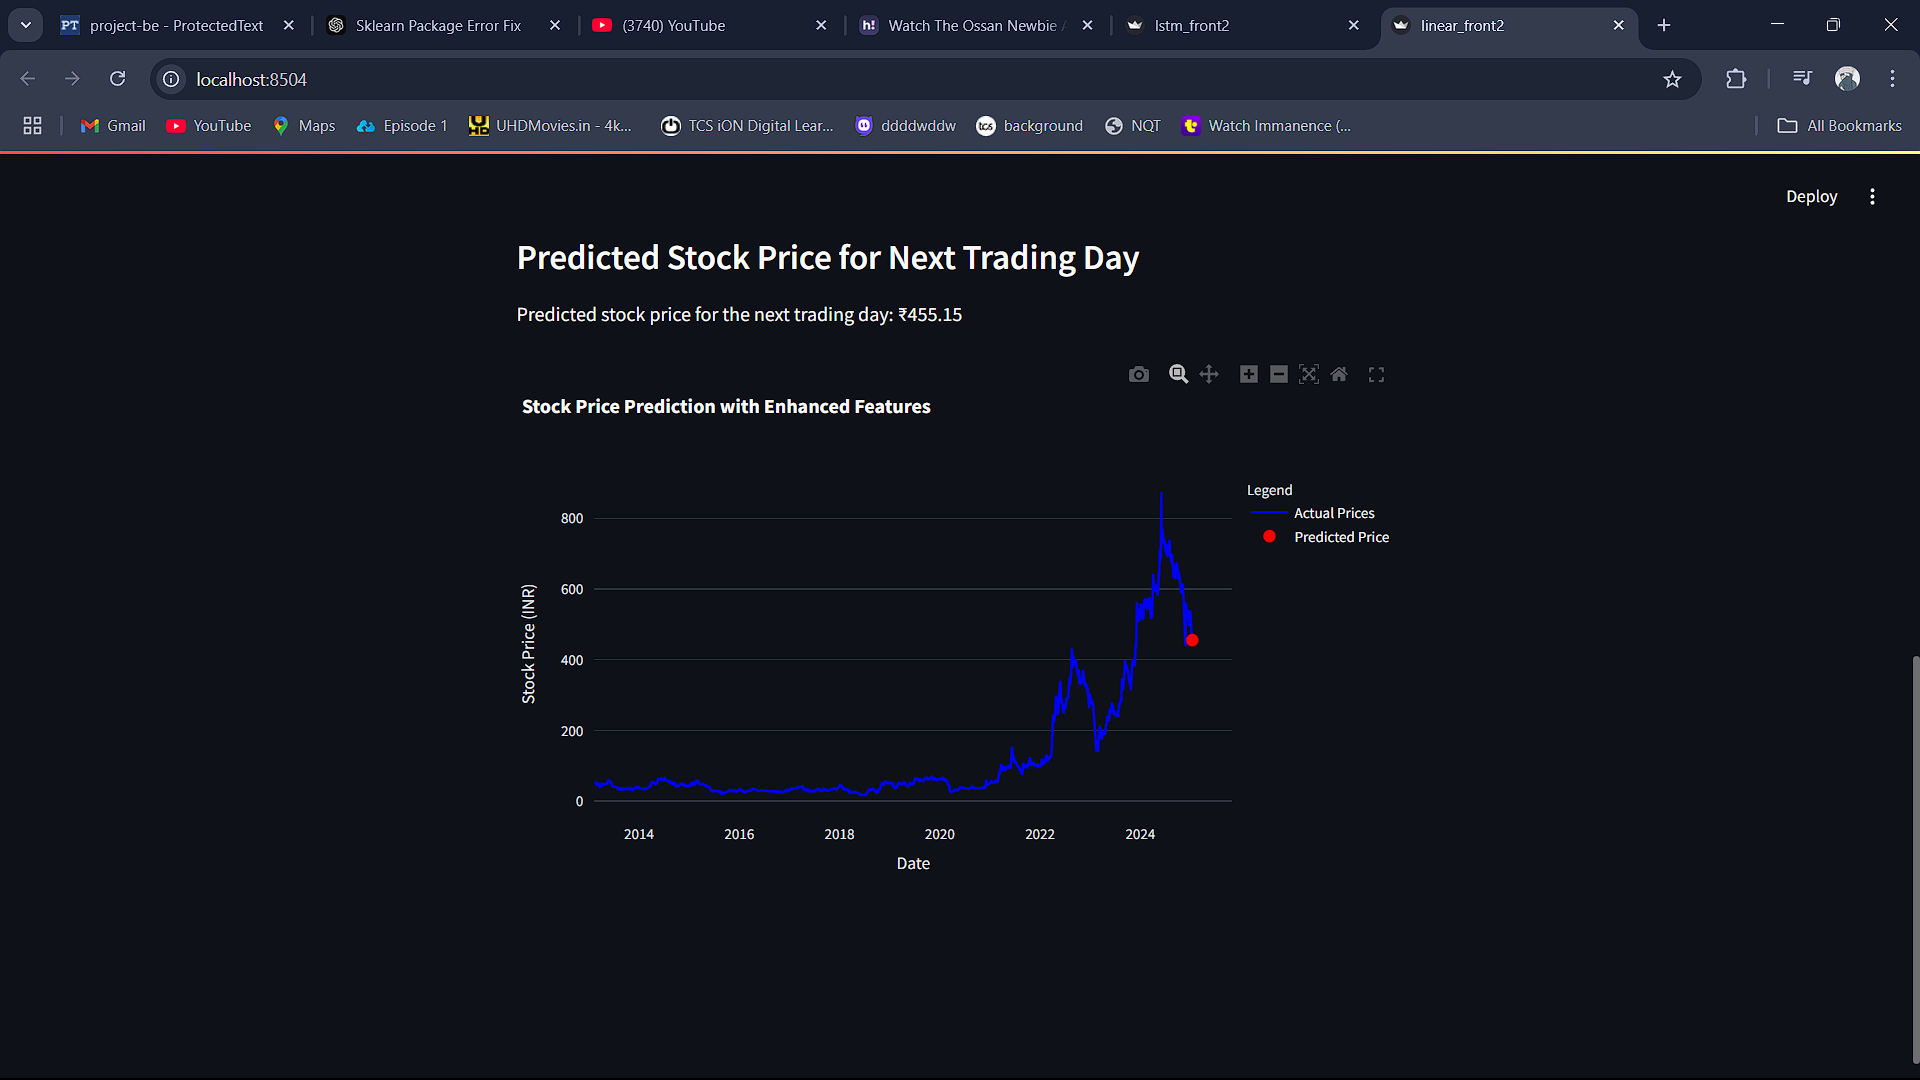 project-be - ProtectedText
Sklearn Package Error Fix
(3740) YouTube
Watch The Ossan Newbie
lstm_front2
linear_front2
localhost:8504
Gmail
YouTube
Maps
Episode 1
UHDMovies.in - 4k...
TCS iON Digital Lear...
ddddwddw
background
NQT
Watch Immanence (...
All Bookmarks
Deploy
Predicted Stock Price for Next Trading Day
Predicted stock price for the next trading day: ₹455.15
Stock Price Prediction with Enhanced Features
Legend
Actual Prices
Predicted Price
Stock Price (INR)
800
600
400
200
0
2014 2016 2018 2020 2022 2024
Date